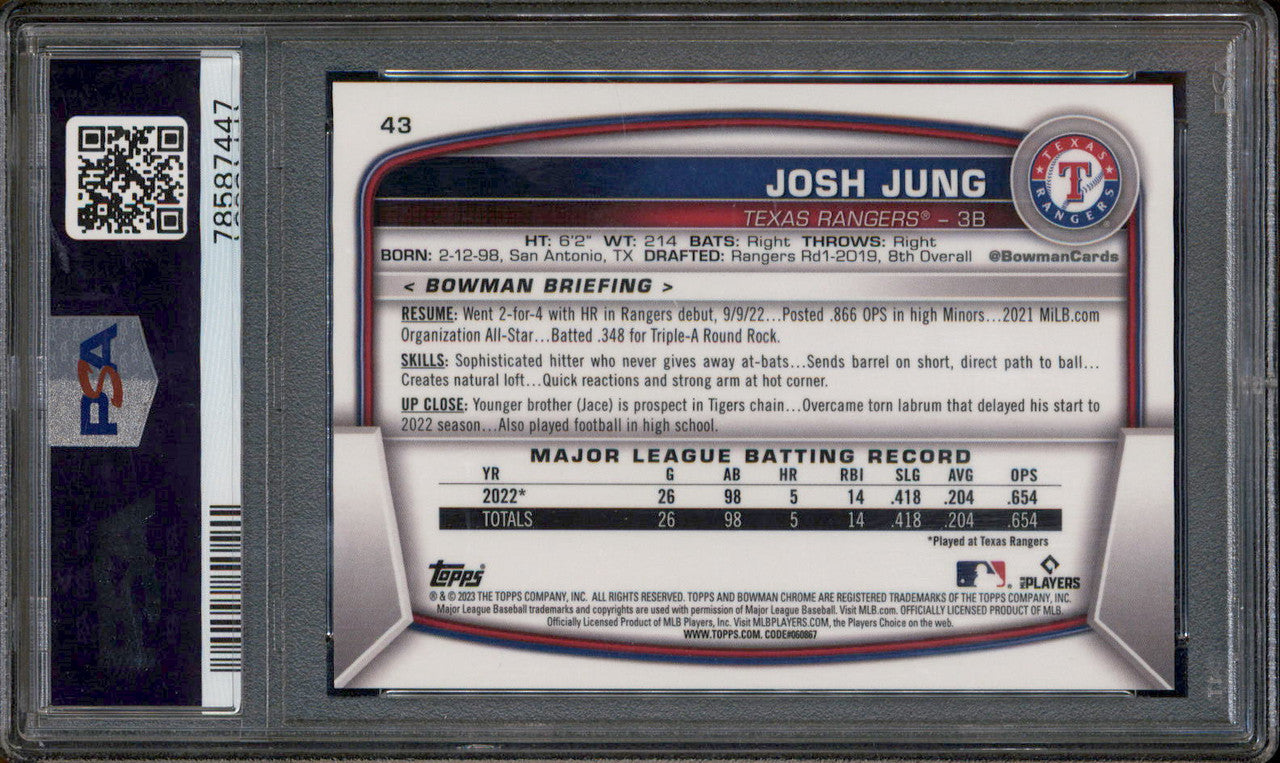 78587447
PSA
43
JOSH JUNG
TEXAS RANGERS® – 3B
TEXAS RANGERS
T
HT: 6'2" WT: 214 BATS: Right THROWS: Right
BORN: 2-12-98, San Antonio, TX DRAFTED: Rangers Rd1-2019, 8th Overall @BowmanCards
< BOWMAN BRIEFING >
RESUME: Went 2-for-4 with HR in Rangers debut, 9/9/22...Posted .866 OPS in high Minors...2021 MiLB.com
Organization All-Star...Batted .348 for Triple-A Round Rock.
SKILLS: Sophisticated hitter who never gives away at-bats...Sends barrel on short, direct path to ball...
Creates natural loft...Quick reactions and strong arm at hot corner.
UP CLOSE: Younger brother (Jace) is prospect in Tigers chain...Overcame torn labrum that delayed his start to
2022 season...Also played football in high school.
MAJOR LEAGUE BATTING RECORD
YR G AB HR RBI SLG AVG OPS
2022* 26 98 5 14 .418 .204 .654
TOTALS 26 98 5 14 .418 .204 .654
*Played at Texas Rangers
topps®
PLAYERS
® & © 2023 THE TOPPS COMPANY, INC. ALL RIGHTS RESERVED. TOPPS AND BOWMAN CHROME ARE REGISTERED TRADEMARKS OF THE TOPPS COMPANY, INC.
Major League Baseball trademarks and copyrights are used with permission of Major League Baseball. Visit MLB.com. OFFICIALLY LICENSED PRODUCT OF MLB
Officially Licensed Product of MLB Players, Inc. Visit MLBPLAYERS.COM, the Players Choice on the web.
WWW.TOPPS.COM. CODE#060867